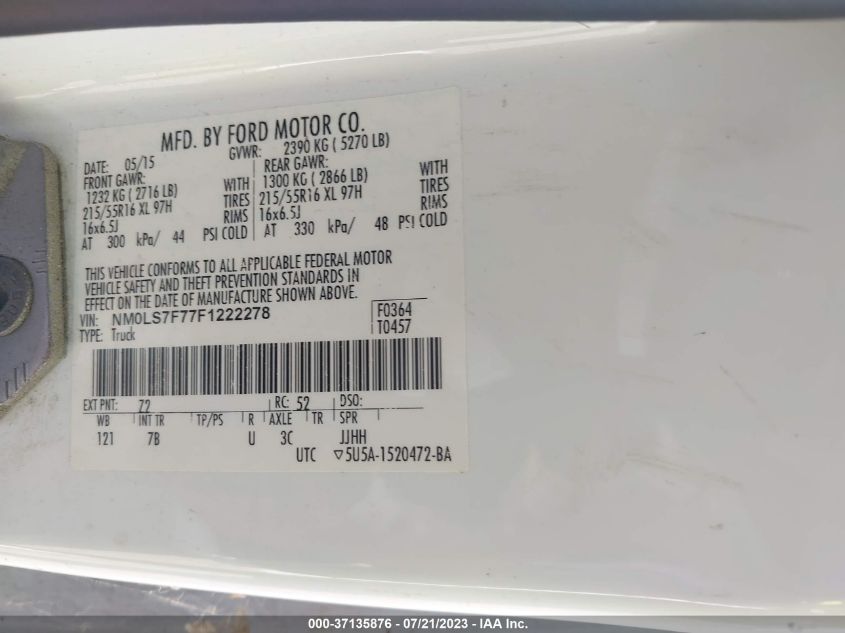 MFD. BY FORD MOTOR CO.
DATE: 05/15 GVWR: 2390 KG ( 5270 LB)
FRONT GAWR: REAR GAWR:
1232 KG ( 2716 LB) WITH 1300 KG ( 2866 LB) WITH
215/55R16 XL 97H TIRES 215/55R16 XL 97H TIRES
16x6.5J RIMS 16x6.5J RIMS
AT 300 kPa/ 44 PSI COLD AT 330 kPa/ 48 PSI COLD
THIS VEHICLE CONFORMS TO ALL APPLICABLE FEDERAL MOTOR
VEHICLE SAFETY AND THEFT PREVENTION STANDARDS IN
EFFECT ON THE DATE OF MANUFACTURE SHOWN ABOVE.
VIN: NM0LS7F77F1222278 F0364
TYPE: Truck T0457
EXT PNT: Z2 RC: 52 DSO:
WB INT TR TP/PS R AXLE TR SPR
121 7B U 3C JJHH
UTC ▽5U5A-1520472-BA
000-37135876 - 07/21/2023 - © IAA Inc.